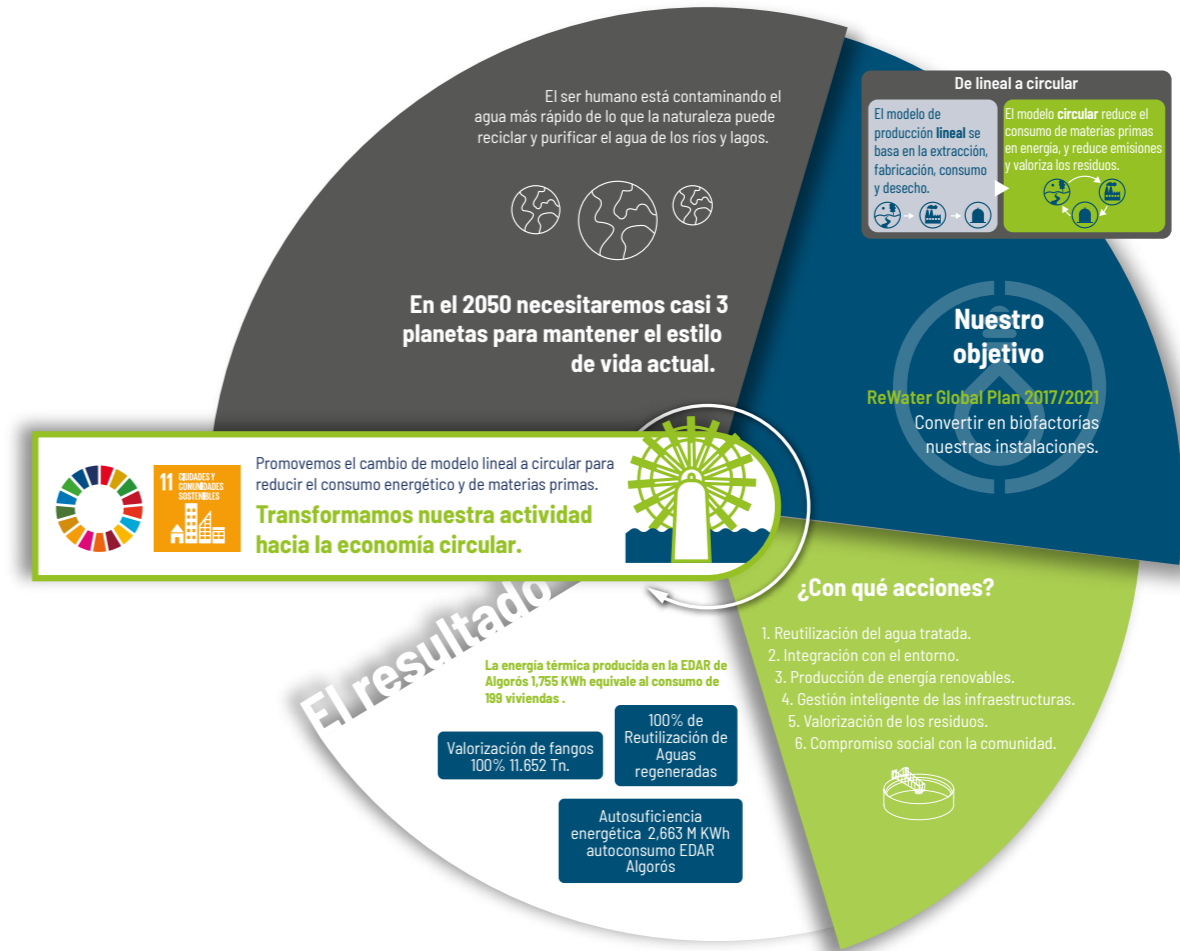 El ser humano está contaminando el
agua más rápido de lo que la naturaleza puede
reciclar y purificar el agua de los ríos y lagos.
En el 2050 necesitaremos casi 3
planetas para mantener el estilo
de vida actual.
De lineal a circular
El modelo de
producción lineal se
basa en la extracción,
fabricación, consumo
y desecho.
El modelo circular reduce el
consumo de materias primas
en energía, y reduce emisiones
y valoriza los residuos.
Nuestro
objetivo
ReWater Global Plan 2017/2021
Convertir en biofactorías
nuestras instalaciones.
11 CIUDADES Y
COMUNIDADES
SOSTENIBLES
Promovemos el cambio de modelo lineal a circular para
reducir el consumo energético y de materias primas.
Transformamos nuestra actividad
hacia la economía circular.
¿Con qué acciones?
1. Reutilización del agua tratada.
2. Integración con el entorno.
3. Producción de energía renovables.
4. Gestión inteligente de las infraestructuras.
5. Valorización de los residuos.
6. Compromiso social con la comunidad.
El resultado
La energía térmica producida en la EDAR de
Algorós 1,755 KWh equivale al consumo de
199 viviendas .
Valorización de fangos
100% 11.652 Tn.
100% de
Reutilización de
Aguas
regeneradas
Autosuficiencia
energética 2,663 M KWh
autoconsumo EDAR
Algorós